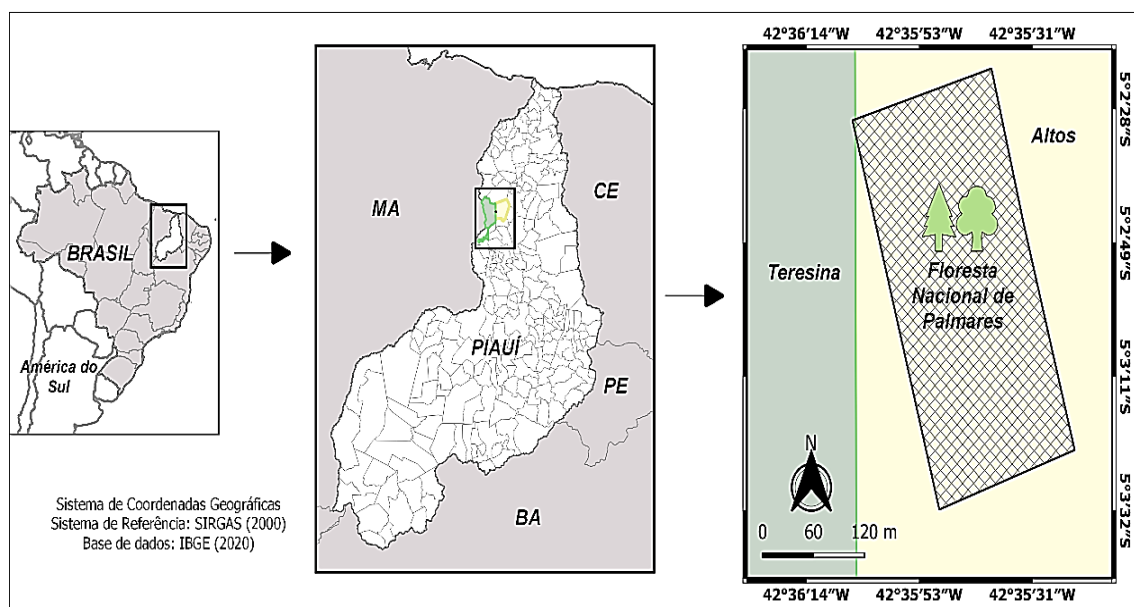 BRASIL
América do
Sul
Sistema de Coordenadas Geográficas
Sistema de Referência: SIRGAS (2000)
Base de dados: IBGE (2020)
MA
CE
PIAUÍ
PE
BA
42°36'14"W 42°35'53"W 42°35'31"W
5°2'28"S
Altos
5°2'49"S
Teresina
Floresta
Nacional de
Palmares
5°3'11"S
N
0 60 120 m
5°3'32"S
42°36'14"W 42°35'53"W 42°35'31"W